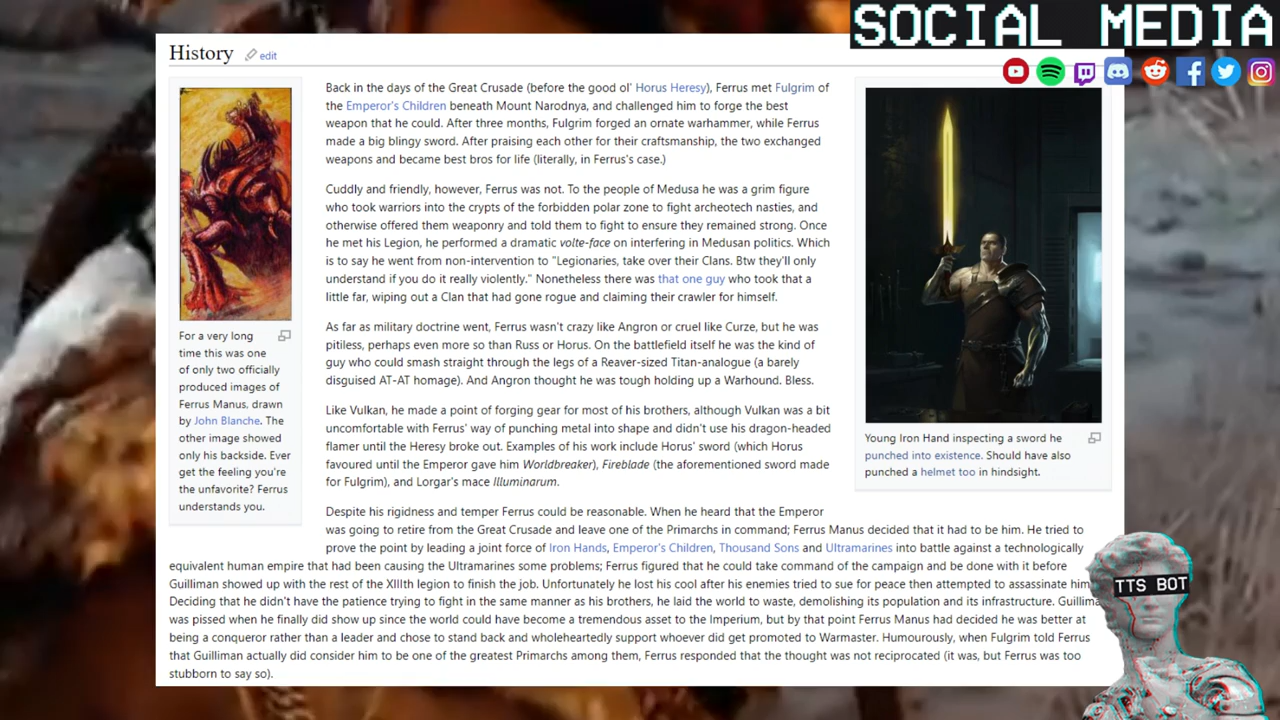 SOCIAL MEDIA
History edit
Back in the days of the Great Crusade (before the good ol' Horus Heresy), Ferrus met Fulgrim of
the Emperor's Children beneath Mount Narodnya, and challenged him to forge the best
weapon that he could. After three months, Fulgrim forged an ornate warhammer, while Ferrus
made a big blingy sword. After praising each other for their craftsmanship, the two exchanged
weapons and became best bros for life (literally, in Ferrus's case.)
Cuddly and friendly, however, Ferrus was not. To the people of Medusa he was a grim figure
who took warriors into the crypts of the forbidden polar zone to fight archeotech nasties, and
otherwise offered them weaponry and told them to fight to ensure they remained strong. Once
he met his Legion, he performed a dramatic volte-face on interfering in Medusan politics. Which
is to say he went from non-intervention to "Legionaries, take over their Clans. Btw they'll only
understand if you do it really violently." Nonetheless there was that one guy who took that a
little far, wiping out a Clan that had gone rogue and claiming their crawler for himself.
As far as military doctrine went, Ferrus wasn't crazy like Angron or cruel like Curze, but he was
pitiless, perhaps even more so than Russ or Horus. On the battlefield itself he was the kind of
guy who could smash straight through the legs of a Reaver-sized Titan-analogue (a barely
disguised AT-AT homage). And Angron thought he was tough holding up a Warhound. Bless.
Like Vulkan, he made a point of forging gear for most of his brothers, although Vulkan was a bit
uncomfortable with Ferrus' way of punching metal into shape and didn't use his dragon-headed
flamer until the Heresy broke out. Examples of his work include Horus' sword (which Horus
favoured until the Emperor gave him Worldbreaker), Fireblade (the aforementioned sword made
for Fulgrim), and Lorgar's mace Illuminarum.
Despite his rigidness and temper Ferrus could be reasonable. When he heard that the Emperor
was going to retire from the Great Crusade and leave one of the Primarchs in command; Ferrus Manus decided that it had to be him. He tried to
prove the point by leading a joint force of Iron Hands, Emperor's Children, Thousand Sons and Ultramarines into battle against a technologically
equivalent human empire that had been causing the Ultramarines some problems; Ferrus figured that he could take command of the campaign and be done with it before
Guilliman showed up with the rest of the XIIIth legion to finish the job. Unfortunately he lost his cool after his enemies tried to sue for peace then attempted to assassinate him
Deciding that he didn't have the patience trying to fight in the same manner as his brothers, he laid the world to waste, demolishing its population and its infrastructure. Guillima
was pissed when he finally did show up since the world could have become a tremendous asset to the Imperium, but by that point Ferrus Manus had decided he was better at
being a conqueror rather than a leader and chose to stand back and wholeheartedly support whoever did get promoted to Warmaster. Humourously, when Fulgrim told Ferrus
that Guilliman actually did consider him to be one of the greatest Primarchs among them, Ferrus responded that the thought was not reciprocated (it was, but Ferrus was too
stubborn to say so).
For a very long
time this was one
of only two officially
produced images of
Ferrus Manus, drawn
by John Blanche. The
other image showed
only his backside. Ever
get the feeling you're
the unfavorite? Ferrus
understands you.
Young Iron Hand inspecting a sword he
punched into existence. Should have also
punched a helmet too in hindsight.
TTS BOT